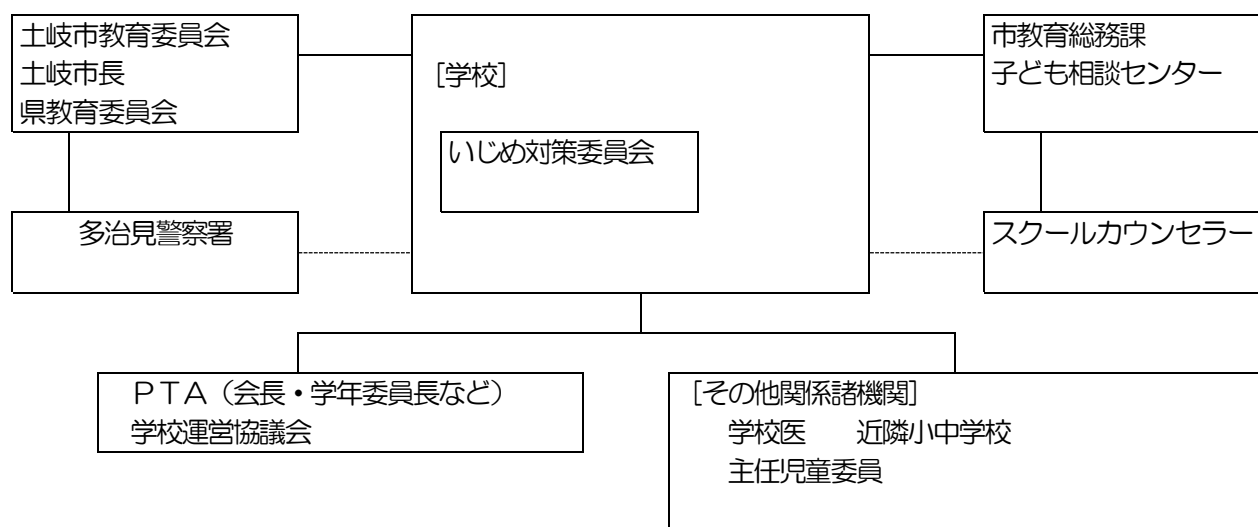 土岐市教育委員会
土岐市長
県教育委員会
[学校]
いじめ対策委員会
市教育総務課
子ども相談センター
多治見警察署
スクールカウンセラー
ＰＴＡ（会長・学年委員長など）
学校運営協議会
[その他関係諸機関]
学校医　　近隣小中学校
主任児童委員